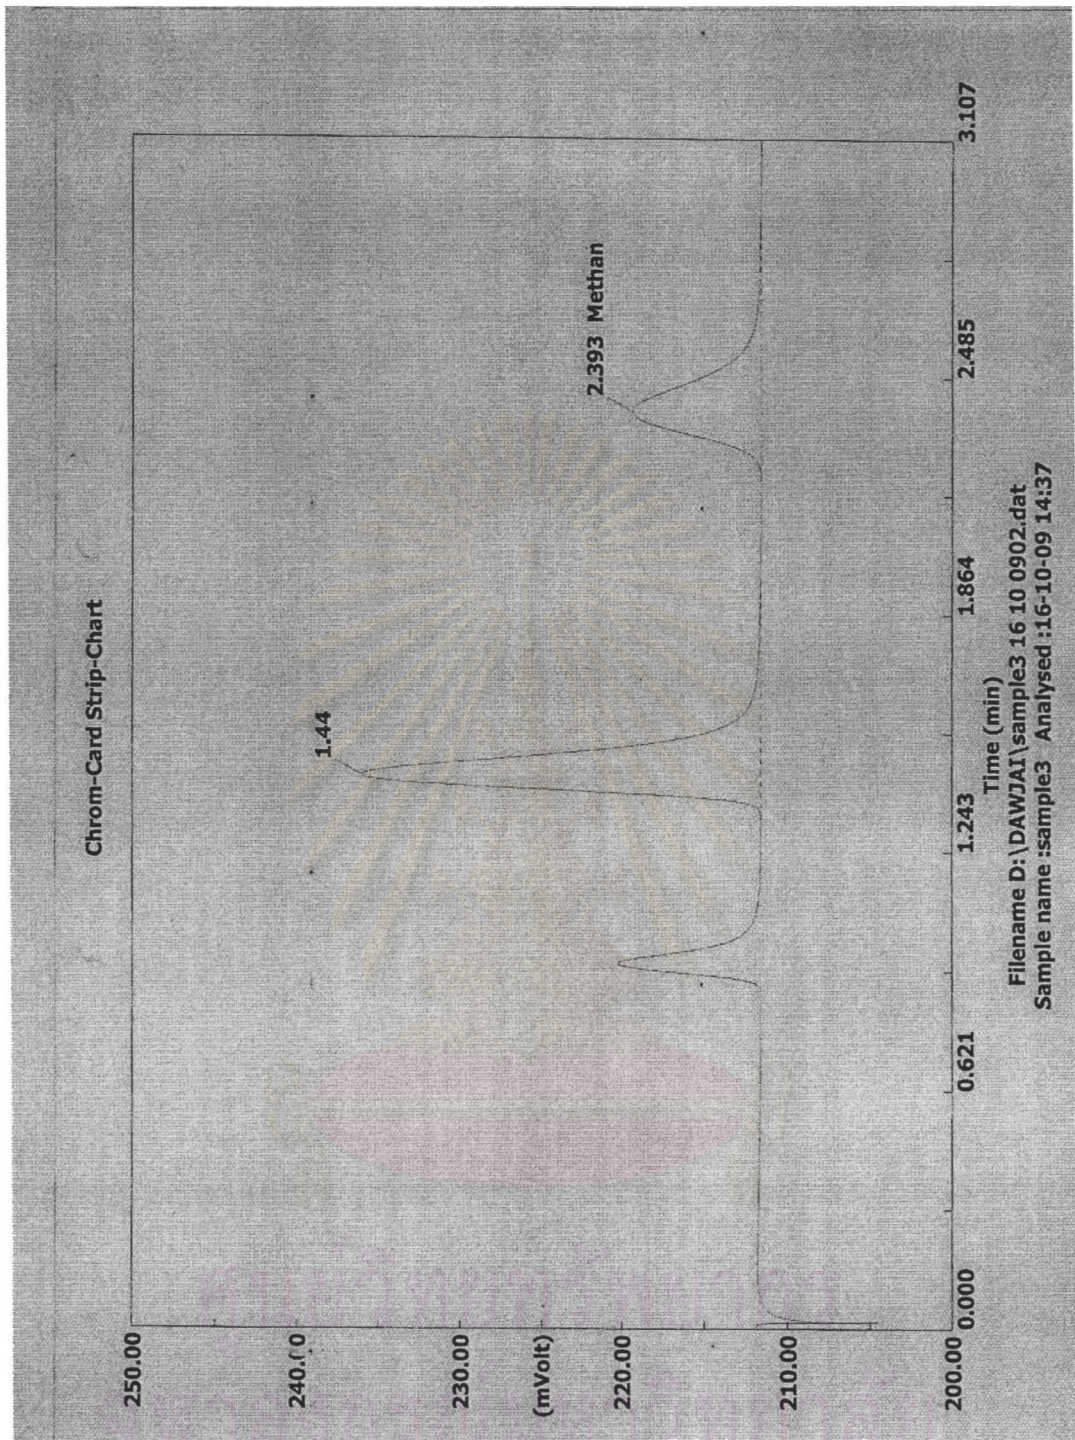 Chrom-Card Strip-Chart
250.00
240.00
230.00
(mVolt)
220.00
210.00
200.00
1.44
2.393 Methan
0.000
0.621
1.243
1.864
2.485
3.107
Time (min)
Filename D:\DAWJAI\sample3 16 10 0902.dat
Sample name :sample3 Analysed :16-10-09 14:37